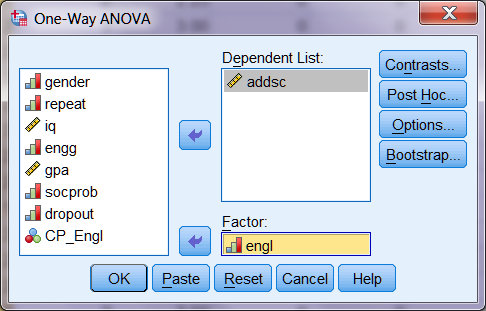 One-Way ANOVA
Dependent List:
gender
repeat
iq
engg
gpa
socprob
dropout
CP_Engl
addsc
Factor:
engl
Contrasts...
Post Hoc...
Options...
Bootstrap...
OK
Paste
Reset
Cancel
Help